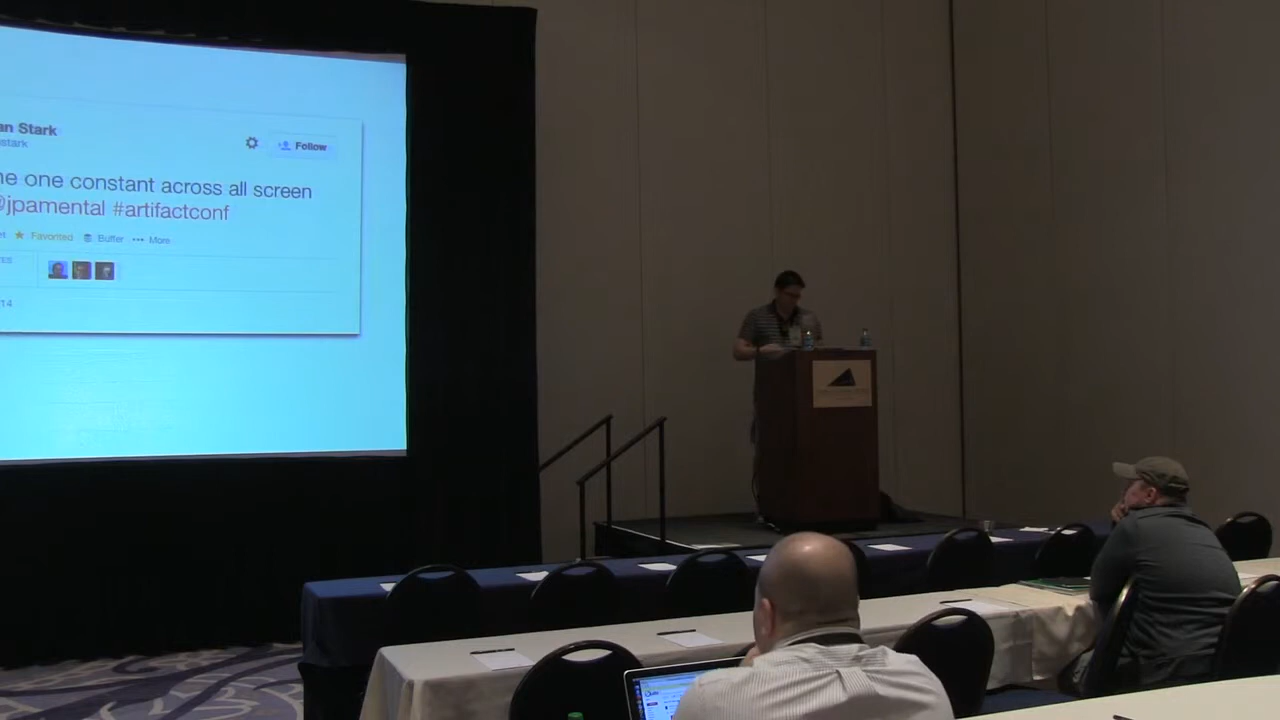 an Stark
stark
Follow
he one constant across all screen
@jpamental #artifactconf
Favorited Buffer ••• More
14